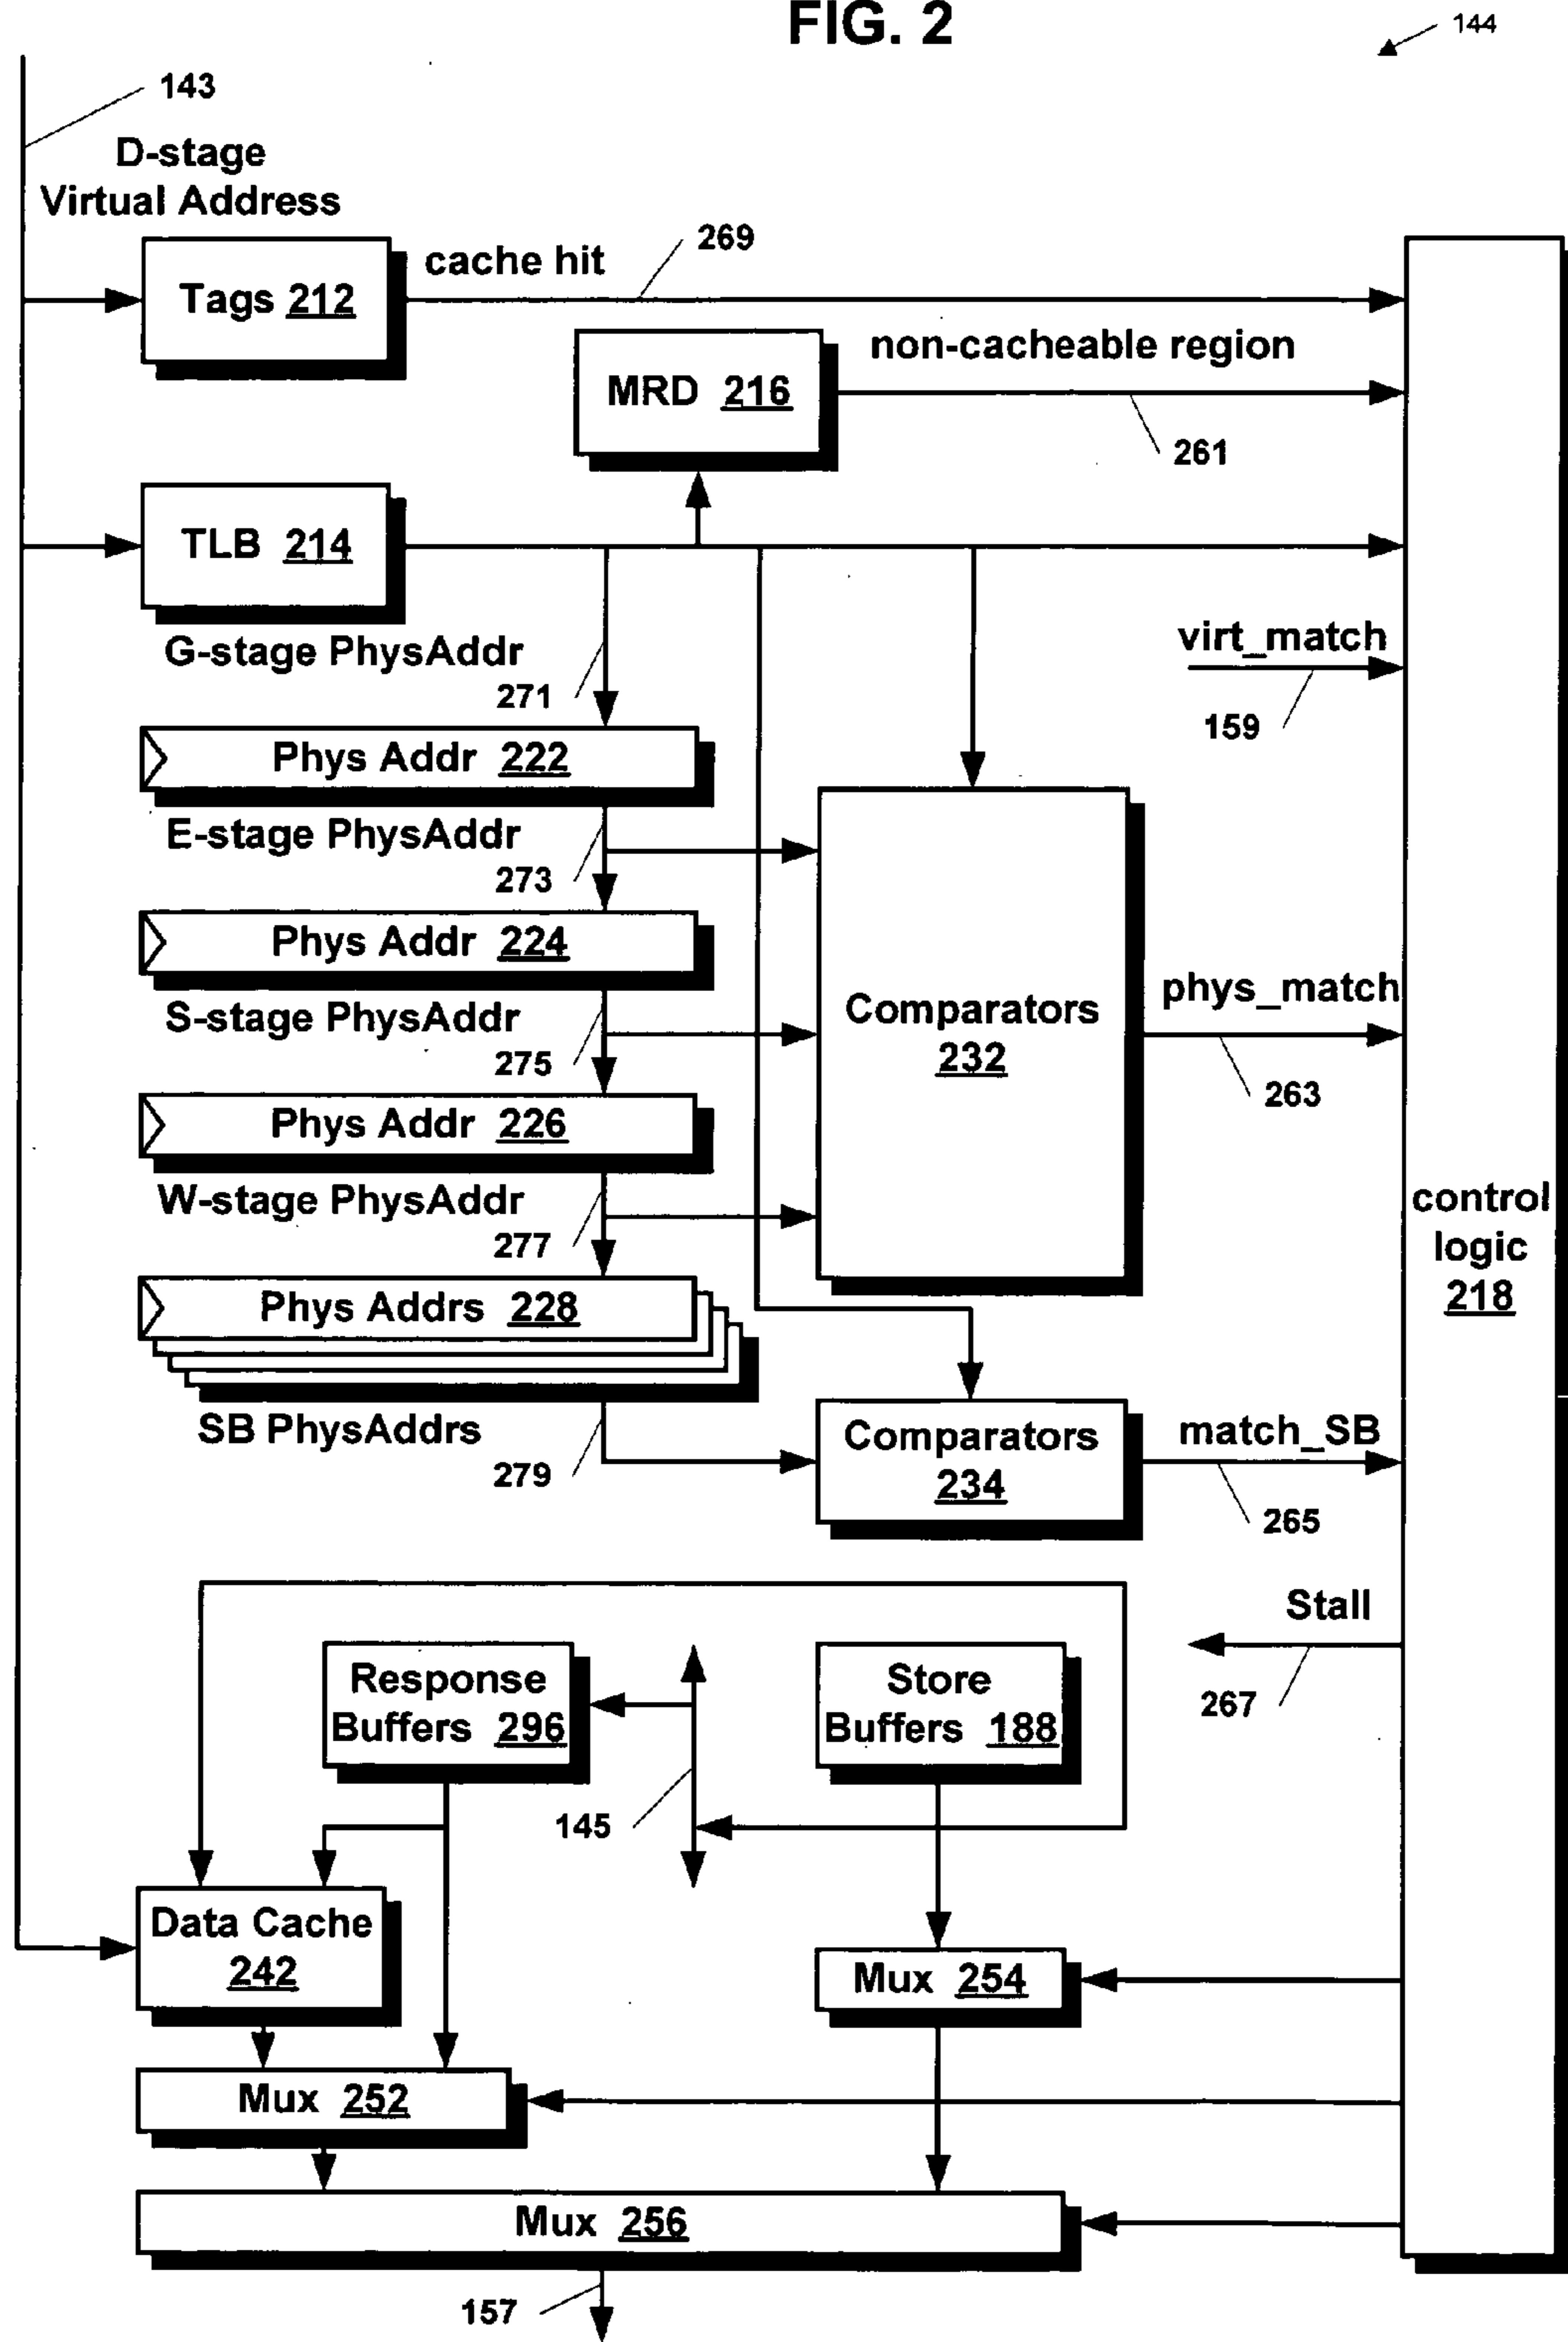 FIG. 2
144
143
D-stage
Virtual Address
Tags 212
cache hit
269
MRD 216
non-cacheable region
261
TLB 214
G-stage PhysAddr
271
virt_match
159
Phys Addr 222
E-stage PhysAddr
273
Phys Addr 224
S-stage PhysAddr
275
Comparators
232
phys_match
263
Phys Addr 226
W-stage PhysAddr
277
control
logic
218
Phys Addrs 228
SB PhysAddrs
279
Comparators
234
match_SB
265
Stall
267
Response
Buffers 296
145
Store
Buffers 188
Data Cache
242
Mux 254
Mux 252
Mux 256
157